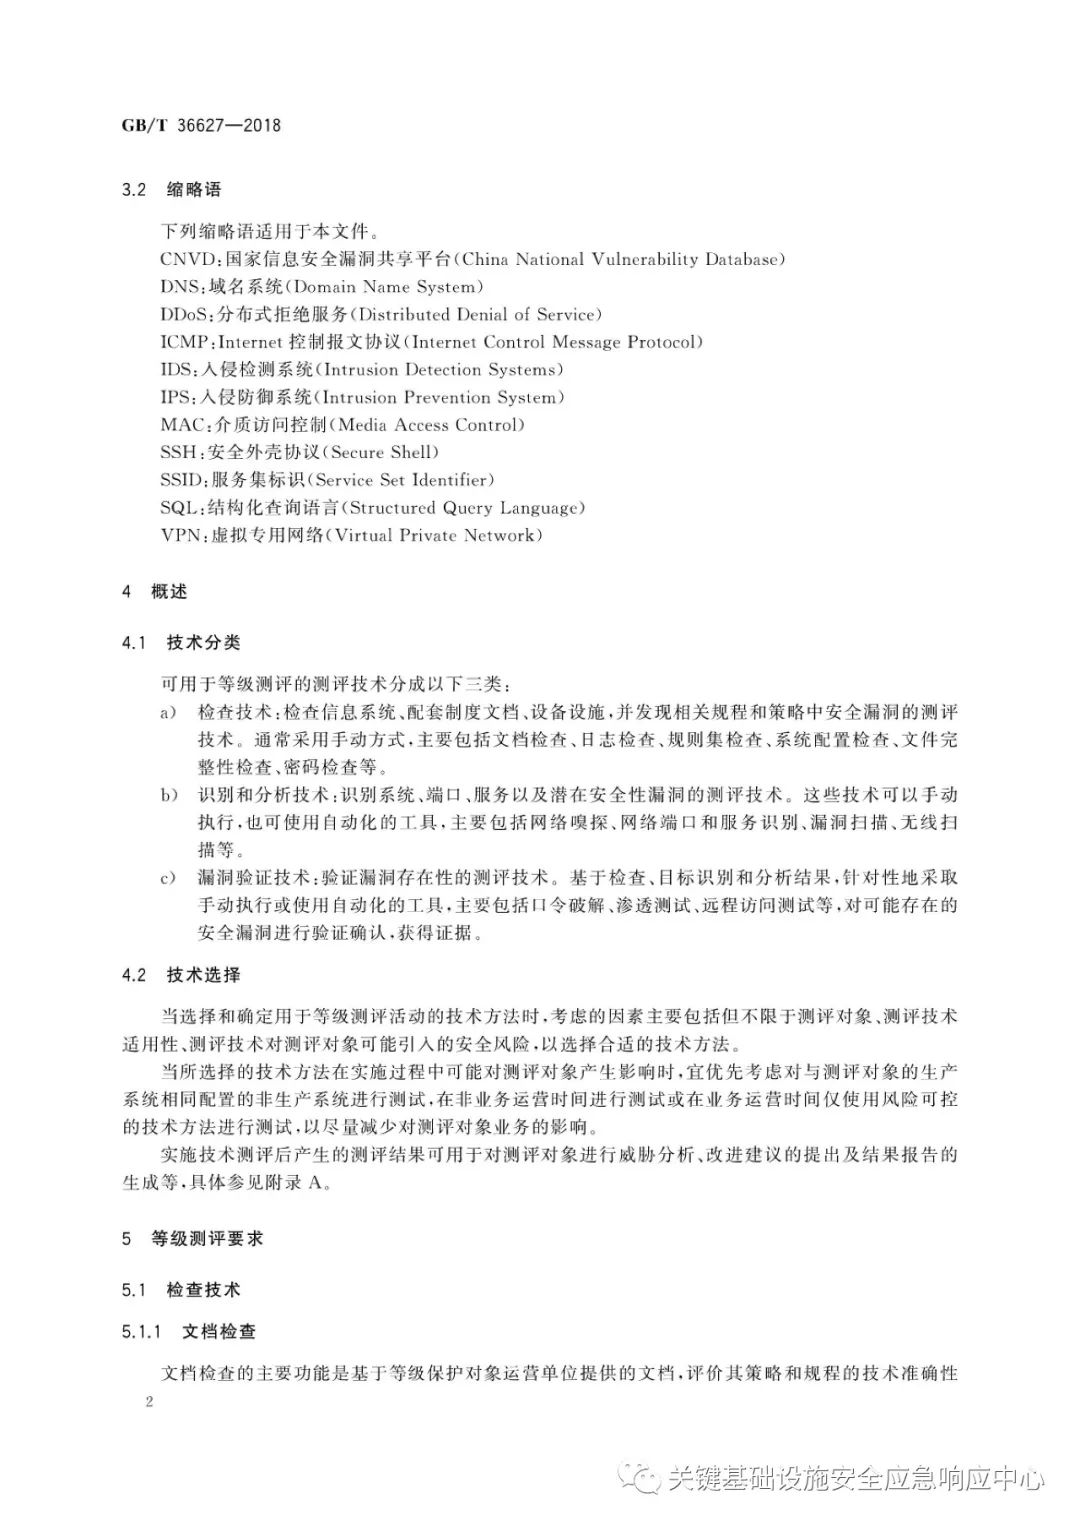 GB/T 36627—2018
3.2 缩略语
下列缩略语适用于本文件。
CNVD:国家信息安全漏洞共享平台(China National Vulnerability Database)
DNS:域名系统(Domain Name System)
DDoS:分布式拒绝服务(Distributed Denial of Service)
ICMP:Internet 控制报文协议(Internet Control Message Protocol)
IDS:入侵检测系统(Intrusion Detection Systems)
IPS:入侵防御系统(Intrusion Prevention System)
MAC:介质访问控制(Media Access Control)
SSH:安全外壳协议(Secure Shell)
SSID:服务集标识(Service Set Identifier)
SQL:结构化查询语言(Structured Query Language)
VPN:虚拟专用网络(Virtual Private Network)
4 概述
4.1 技术分类
可用于等级测评的测评技术分成以下三类:
a) 检查技术:检查信息系统、配套制度文档、设备设施,并发现相关规程和策略中安全漏洞的测评
技术。通常采用手动方式,主要包括文档检查、日志检查、规则集检查、系统配置检查、文件完
整性检查、密码检查等。
b) 识别和分析技术:识别系统、端口、服务以及潜在安全性漏洞的测评技术。这些技术可以手动
执行,也可使用自动化的工具,主要包括网络嗅探、网络端口和服务识别、漏洞扫描、无线扫
描等。
c) 漏洞验证技术:验证漏洞存在性的测评技术。基于检查、目标识别和分析结果,针对性地采取
手动执行或使用自动化的工具,主要包括口令破解、渗透测试、远程访问测试等,对可能存在的
安全漏洞进行验证确认,获得证据。
4.2 技术选择
当选择和确定用于等级测评活动的技术方法时,考虑的因素主要包括但不限于测评对象、测评技术
适用性、测评技术对测评对象可能引入的安全风险,以选择合适的技术方法。
当所选择的技术方法在实施过程中可能对测评对象产生影响时,宜优先考虑对与测评对象的生产
系统相同配置的非生产系统进行测试,在非业务运营时间进行测试或在业务运营时间仅使用风险可控
的技术方法进行测试,以尽量减少对测评对象业务的影响。
实施技术测评后产生的测评结果可用于对测评对象进行威胁分析、改进建议的提出及结果报告的
生成等,具体参见附录 A。
5 等级测评要求
5.1 检查技术
5.1.1 文档检查
文档检查的主要功能是基于等级保护对象运营单位提供的文档,评价其策略和规程的技术准确性
2
关键基础设施安全应急响应中心